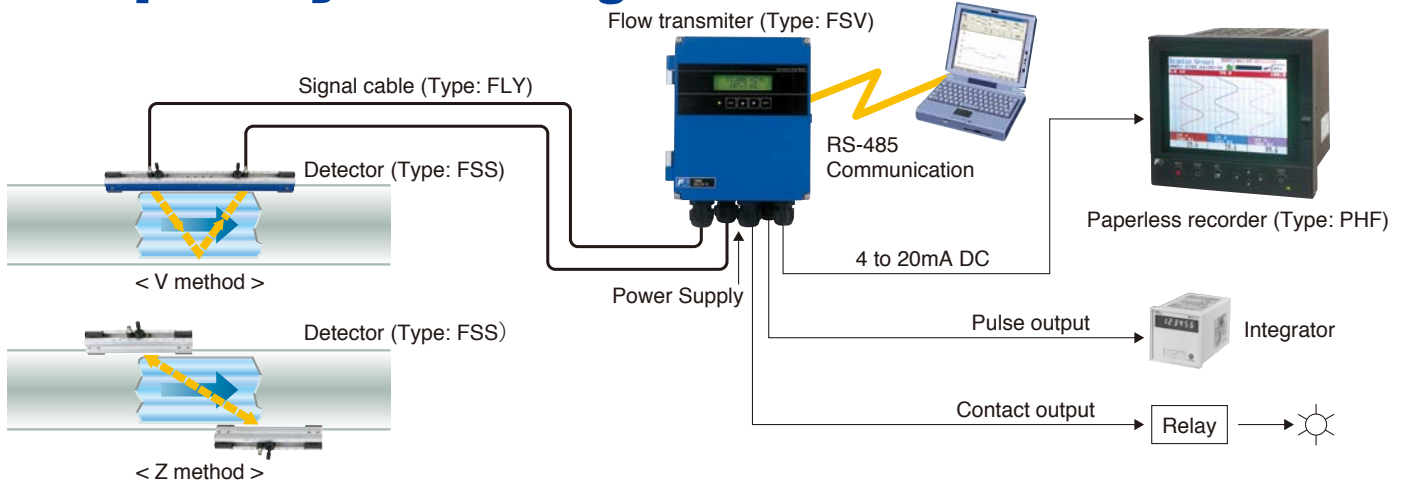 Flow transmiter (Type: FSV)
Signal cable (Type: FLY)
Detector (Type: FSS)
RS-485
Communication
Paperless recorder (Type: PHF)
4 to 20mA DC
< V method >
Power Supply
Detector (Type: FSS)
Pulse output
Integrator
123456
Contact output
Relay
< Z method >